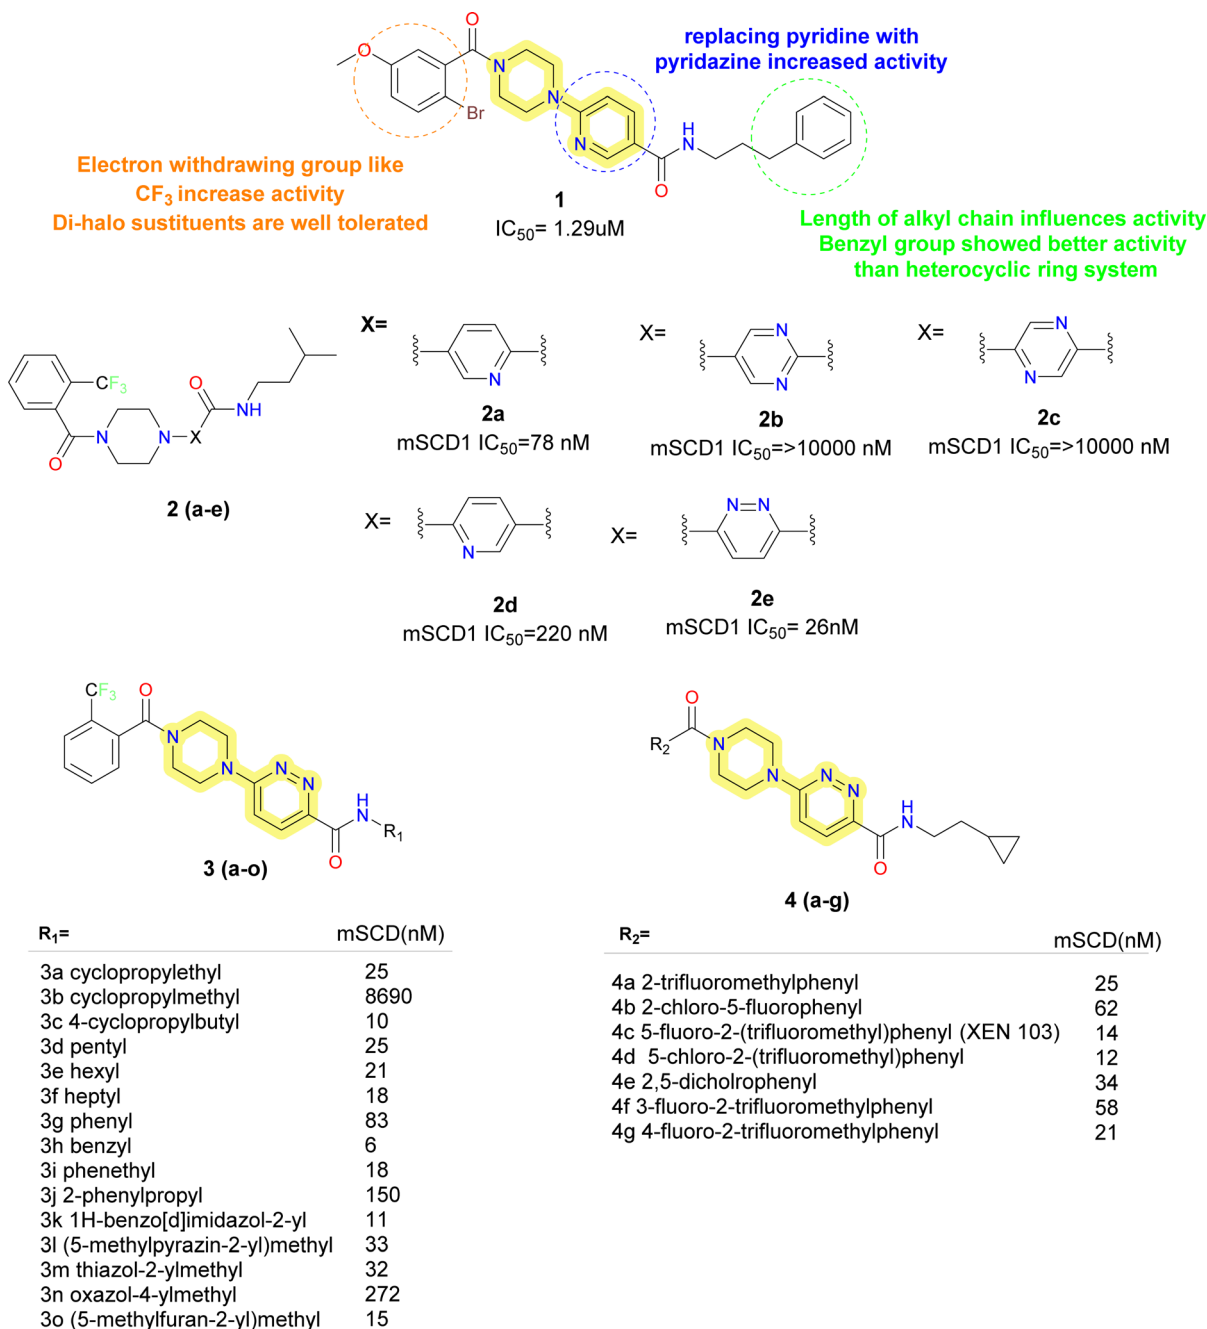 replacing pyridine with
pyridazine increased activity
O
O
N
N
Br
N
H
N
O
Electron withdrawing group like
CF3 increase activity
Di-halo sustituents are well tolerated
1
IC50= 1.29uM
Length of alkyl chain influences activity
Benzyl group showed better activity
than heterocyclic ring system
CF3
O
N
N
X
O
NH
2 (a-e)
X=
N
2a
mSCD1 IC50=78 nM
X=
N
N
2b
mSCD1 IC50=>10000 nM
X=
N
N
2c
mSCD1 IC50=>10000 nM
X=
N
2d
mSCD1 IC50=220 nM
X=
N=N
2e
mSCD1 IC50= 26nM
CF3
O
N
N
N
N
H
N
R1
O
3 (a-o)
O
R2
N
N
N
N
H
N
O
4 (a-g)
R1= mSCD(nM)
3a cyclopropylethyl 25
3b cyclopropylmethyl 8690
3c 4-cyclopropylbutyl 10
3d pentyl 25
3e hexyl 21
3f heptyl 18
3g phenyl 83
3h benzyl 6
3i phenethyl 18
3j 2-phenylpropyl 150
3k 1H-benzo[d]imidazol-2-yl 11
3l (5-methylpyrazin-2-yl)methyl 33
3m thiazol-2-ylmethyl 32
3n oxazol-4-ylmethyl 272
3o (5-methylfuran-2-yl)methyl 15
R2= mSCD(nM)
4a 2-trifluoromethylphenyl 25
4b 2-chloro-5-fluorophenyl 62
4c 5-fluoro-2-(trifluoromethyl)phenyl (XEN 103) 14
4d 5-chloro-2-(trifluoromethyl)phenyl 12
4e 2,5-dicholrophenyl 34
4f 3-fluoro-2-trifluoromethylphenyl 58
4g 4-fluoro-2-trifluoromethylphenyl 21